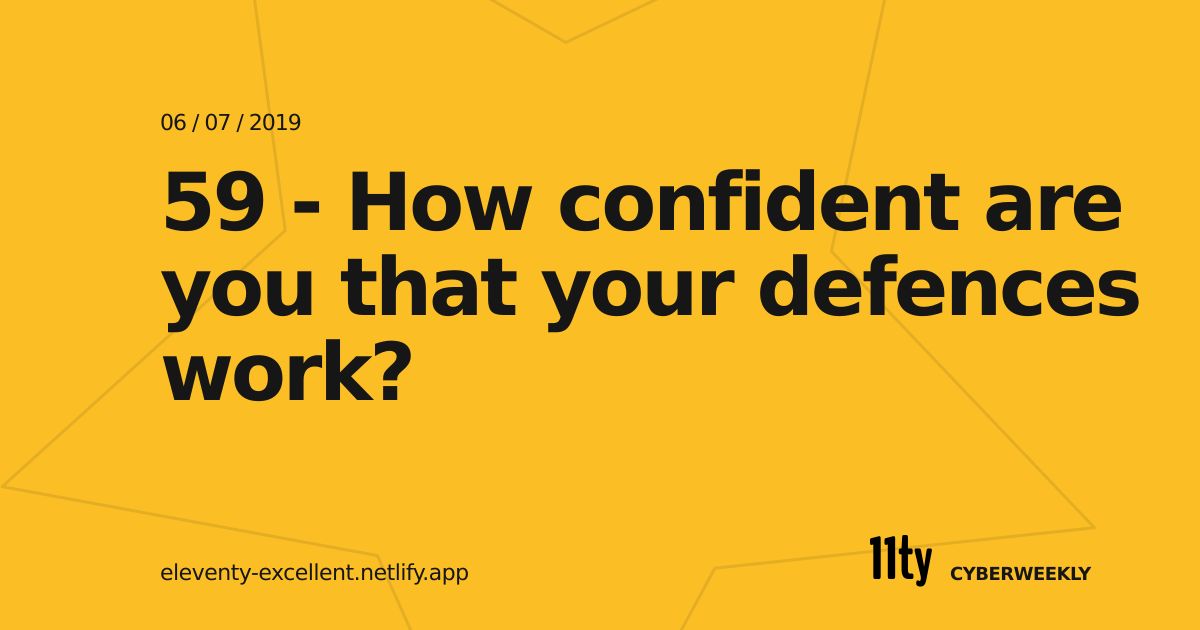 06 / 07 / 2019
59 - How confident are
you that your defences
work?
eleventy-excellent.netlify.app
11ty CYBERWEEKLY